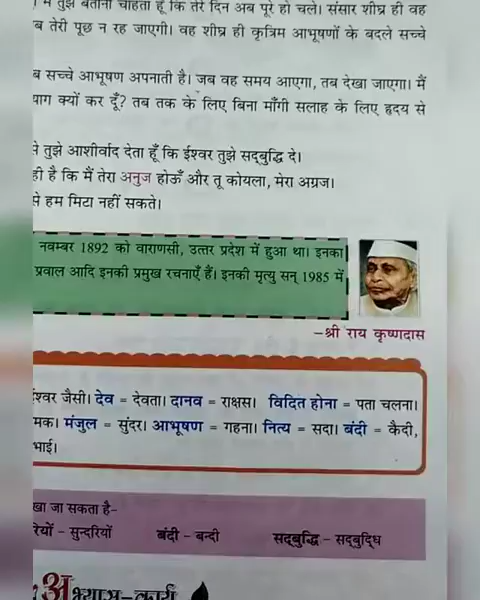 मैं तुझे बताना चाहता हूँ कि तेरे दिन अब पूरे हो चले। संसार शीघ्र ही वह
ब तेरी पूछ न रह जाएगी। वह शीघ्र ही कृत्रिम आभूषणों के बदले सच्चे
ब सच्चे आभूषण अपनाती है। जब वह समय आएगा, तब देखा जाएगा। मैं
याग क्यों कर दूँ? तब तक के लिए बिना माँगी सलाह के लिए हृदय से
से तुझे आशीर्वाद देता हूँ कि ईश्वर तुझे सद्बुद्धि दे।
ही है कि मैं तेरा अनुज होऊँ और तू कोयला, मेरा अग्रज।
से हम मिटा नहीं सकते।
नवम्बर 1892 को वाराणसी, उत्तर प्रदेश में हुआ था। इनका
प्रवाल आदि इनकी प्रमुख रचनाएँ हैं। इनकी मृत्यु सन् 1985 में
–श्री राय कृष्णदास
ईश्वर जैसी। देव = देवता। दानव = राक्षस। विदित होना = पता चलना।
मक। मंजुल = सुंदर। आभूषण = गहना। नित्य = सदा। बंदी = कैदी,
भाई।
खा जा सकता है–
रियों – सुन्दरियों बंदी – बन्दी सद्बुद्धि – सद्बुद्धि
अभ्यास–कार्य